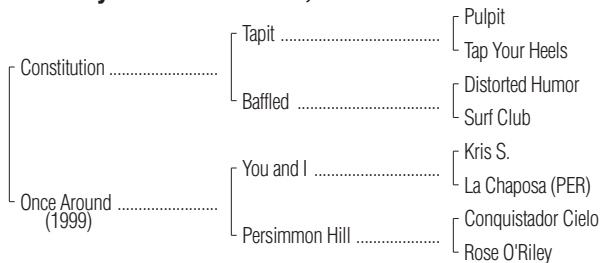 Pulpit
Tapit ........................................
Tap Your Heels
Constitution ...........................
Distorted Humor
Baffled ........................................
Surf Club
Kris S.
You and I ................................
La Chaposa (PER)
Once Around .........................
(1999)
Conquistador Cielo
Persimmon Hill .....................
Rose O'Riley